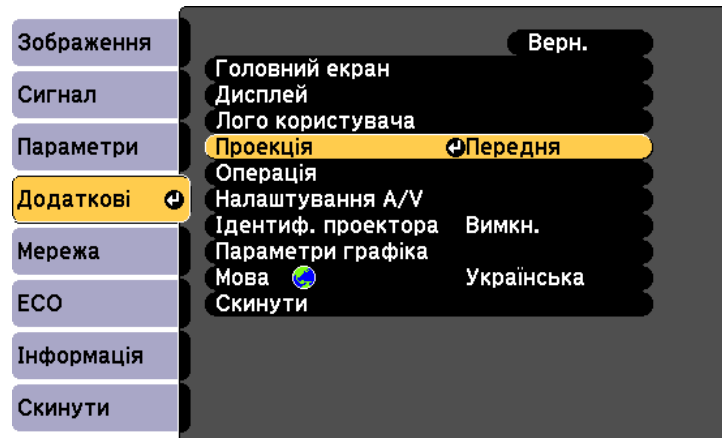 Зображення
Сигнал
Параметри
Додаткові
Мережа
ECO
Інформація
Скинути
Верн.
Головний екран
Дисплей
Лого користувача
Проекція Передня
Операція
Налаштування A/V
Ідентиф. проектора Вимкн.
Параметри графіка
Мова Українська
Скинути